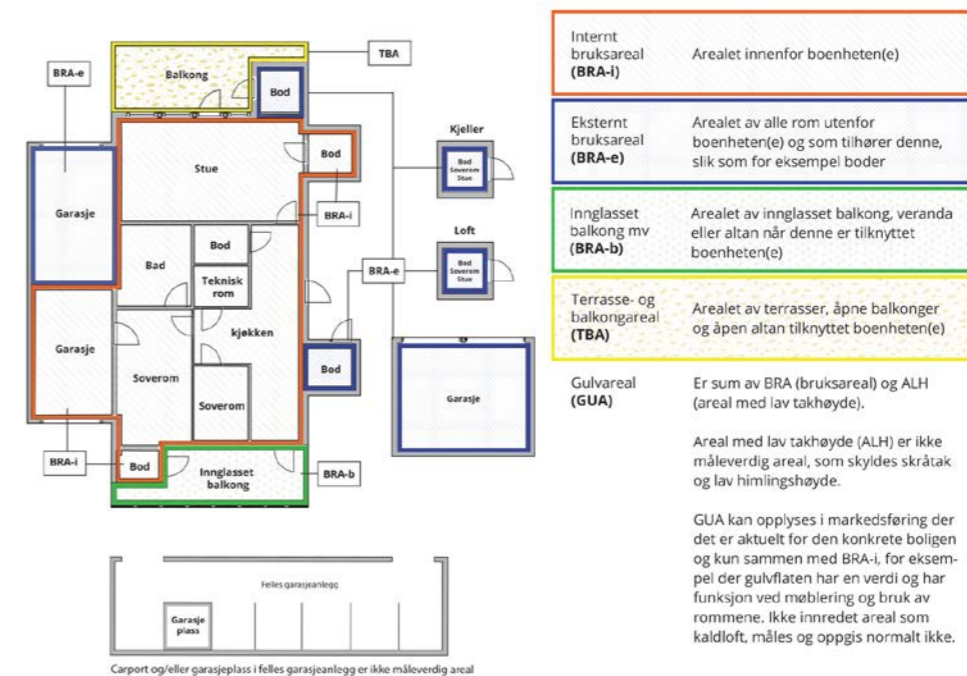 TBA
BRA-e
Balkong
Bod
Kjeller
Bod
Soverom
Stue
Stue
Bod
BRA-i
Garasje
Loft
Bod
Bod
Soverom
Stue
Bad
BRA-e
Teknisk
rom
kjøkken
Garasje
Bod
Soverom
Soverom
Garasje
BRA-i
Bod
Innglasset
balkong
BRA-b
Felles garasjeanlegg
Garasje
plass
Carport og/eller garasjeplass i felles garasjeanlegg er ikke måleverdig areal
Internt
bruksareal
(BRA-i)
Arealet innenfor boenheten(e)
Eksternt
bruksareal
(BRA-e)
Arealet av alle rom utenfor
boenheten(e) og som tilhører denne,
slik som for eksempel boder
Innglasset
balkong mv
(BRA-b)
Arealet av innglasset balkong, veranda
eller altan når denne er tilknyttet
boenheten(e)
Terrasse- og
balkongareal
(TBA)
Arealet av terrasser, åpne balkonger
og åpen altan tilknyttet boenheten(e)
Gulvareal
(GUA)
Er sum av BRA (bruksareal) og ALH
(areal med lav takhøyde).
Areal med lav takhøyde (ALH) er ikke
måleverdig areal, som skyldes skråtak
og lav himlingshøyde.
GUA kan opplyses i markedsføring der
det er aktuelt for den konkrete boligen
og kun sammen med BRA-i, for eksem-
pel der gulvflaten har en verdi og har
funksjon ved møblering og bruk av
rommene. Ikke innredet areal som
kaldloft, måles og oppgis normalt ikke.